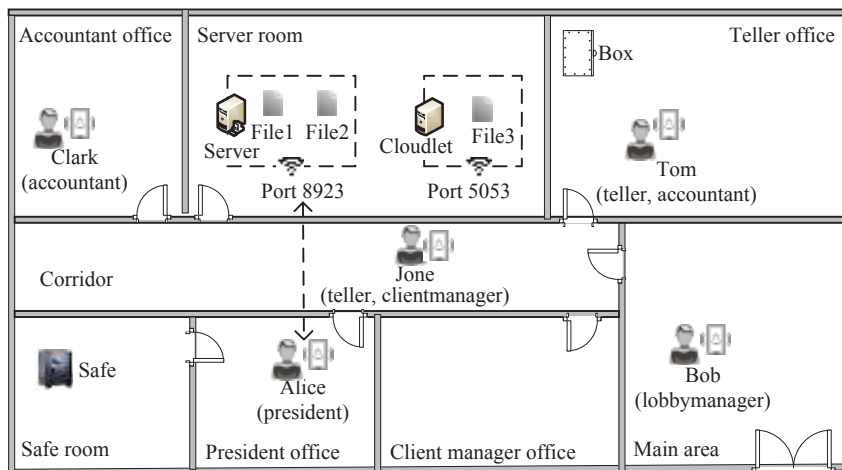 Accountant office
Server room
Teller office
Box
File1
File2
Server
Cloudlet
File3
Clark
(accountant)
Port 8923
Port 5053
Tom
(teller, accountant)
Corridor
Jone
(teller, clientmanager)
Safe
Alice
(president)
Bob
(lobbymanager)
Safe room
President office
Client manager office
Main area